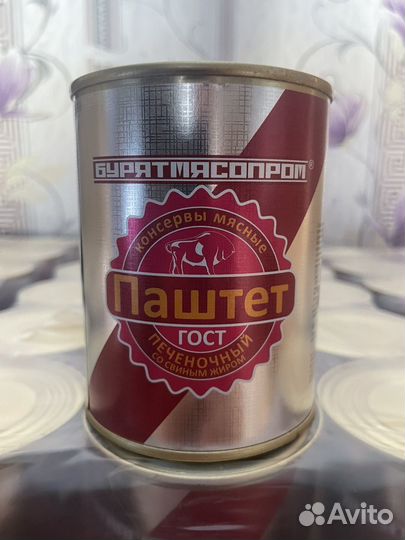 БУРЯТМЯСОПРОМ®
КОНСЕРВЫ МЯСНЫЕ
Паштет
ГОСТ
ПЕЧЕНОЧНЫЙ
СО СВИНЫМ ЖИРОМ
Avito